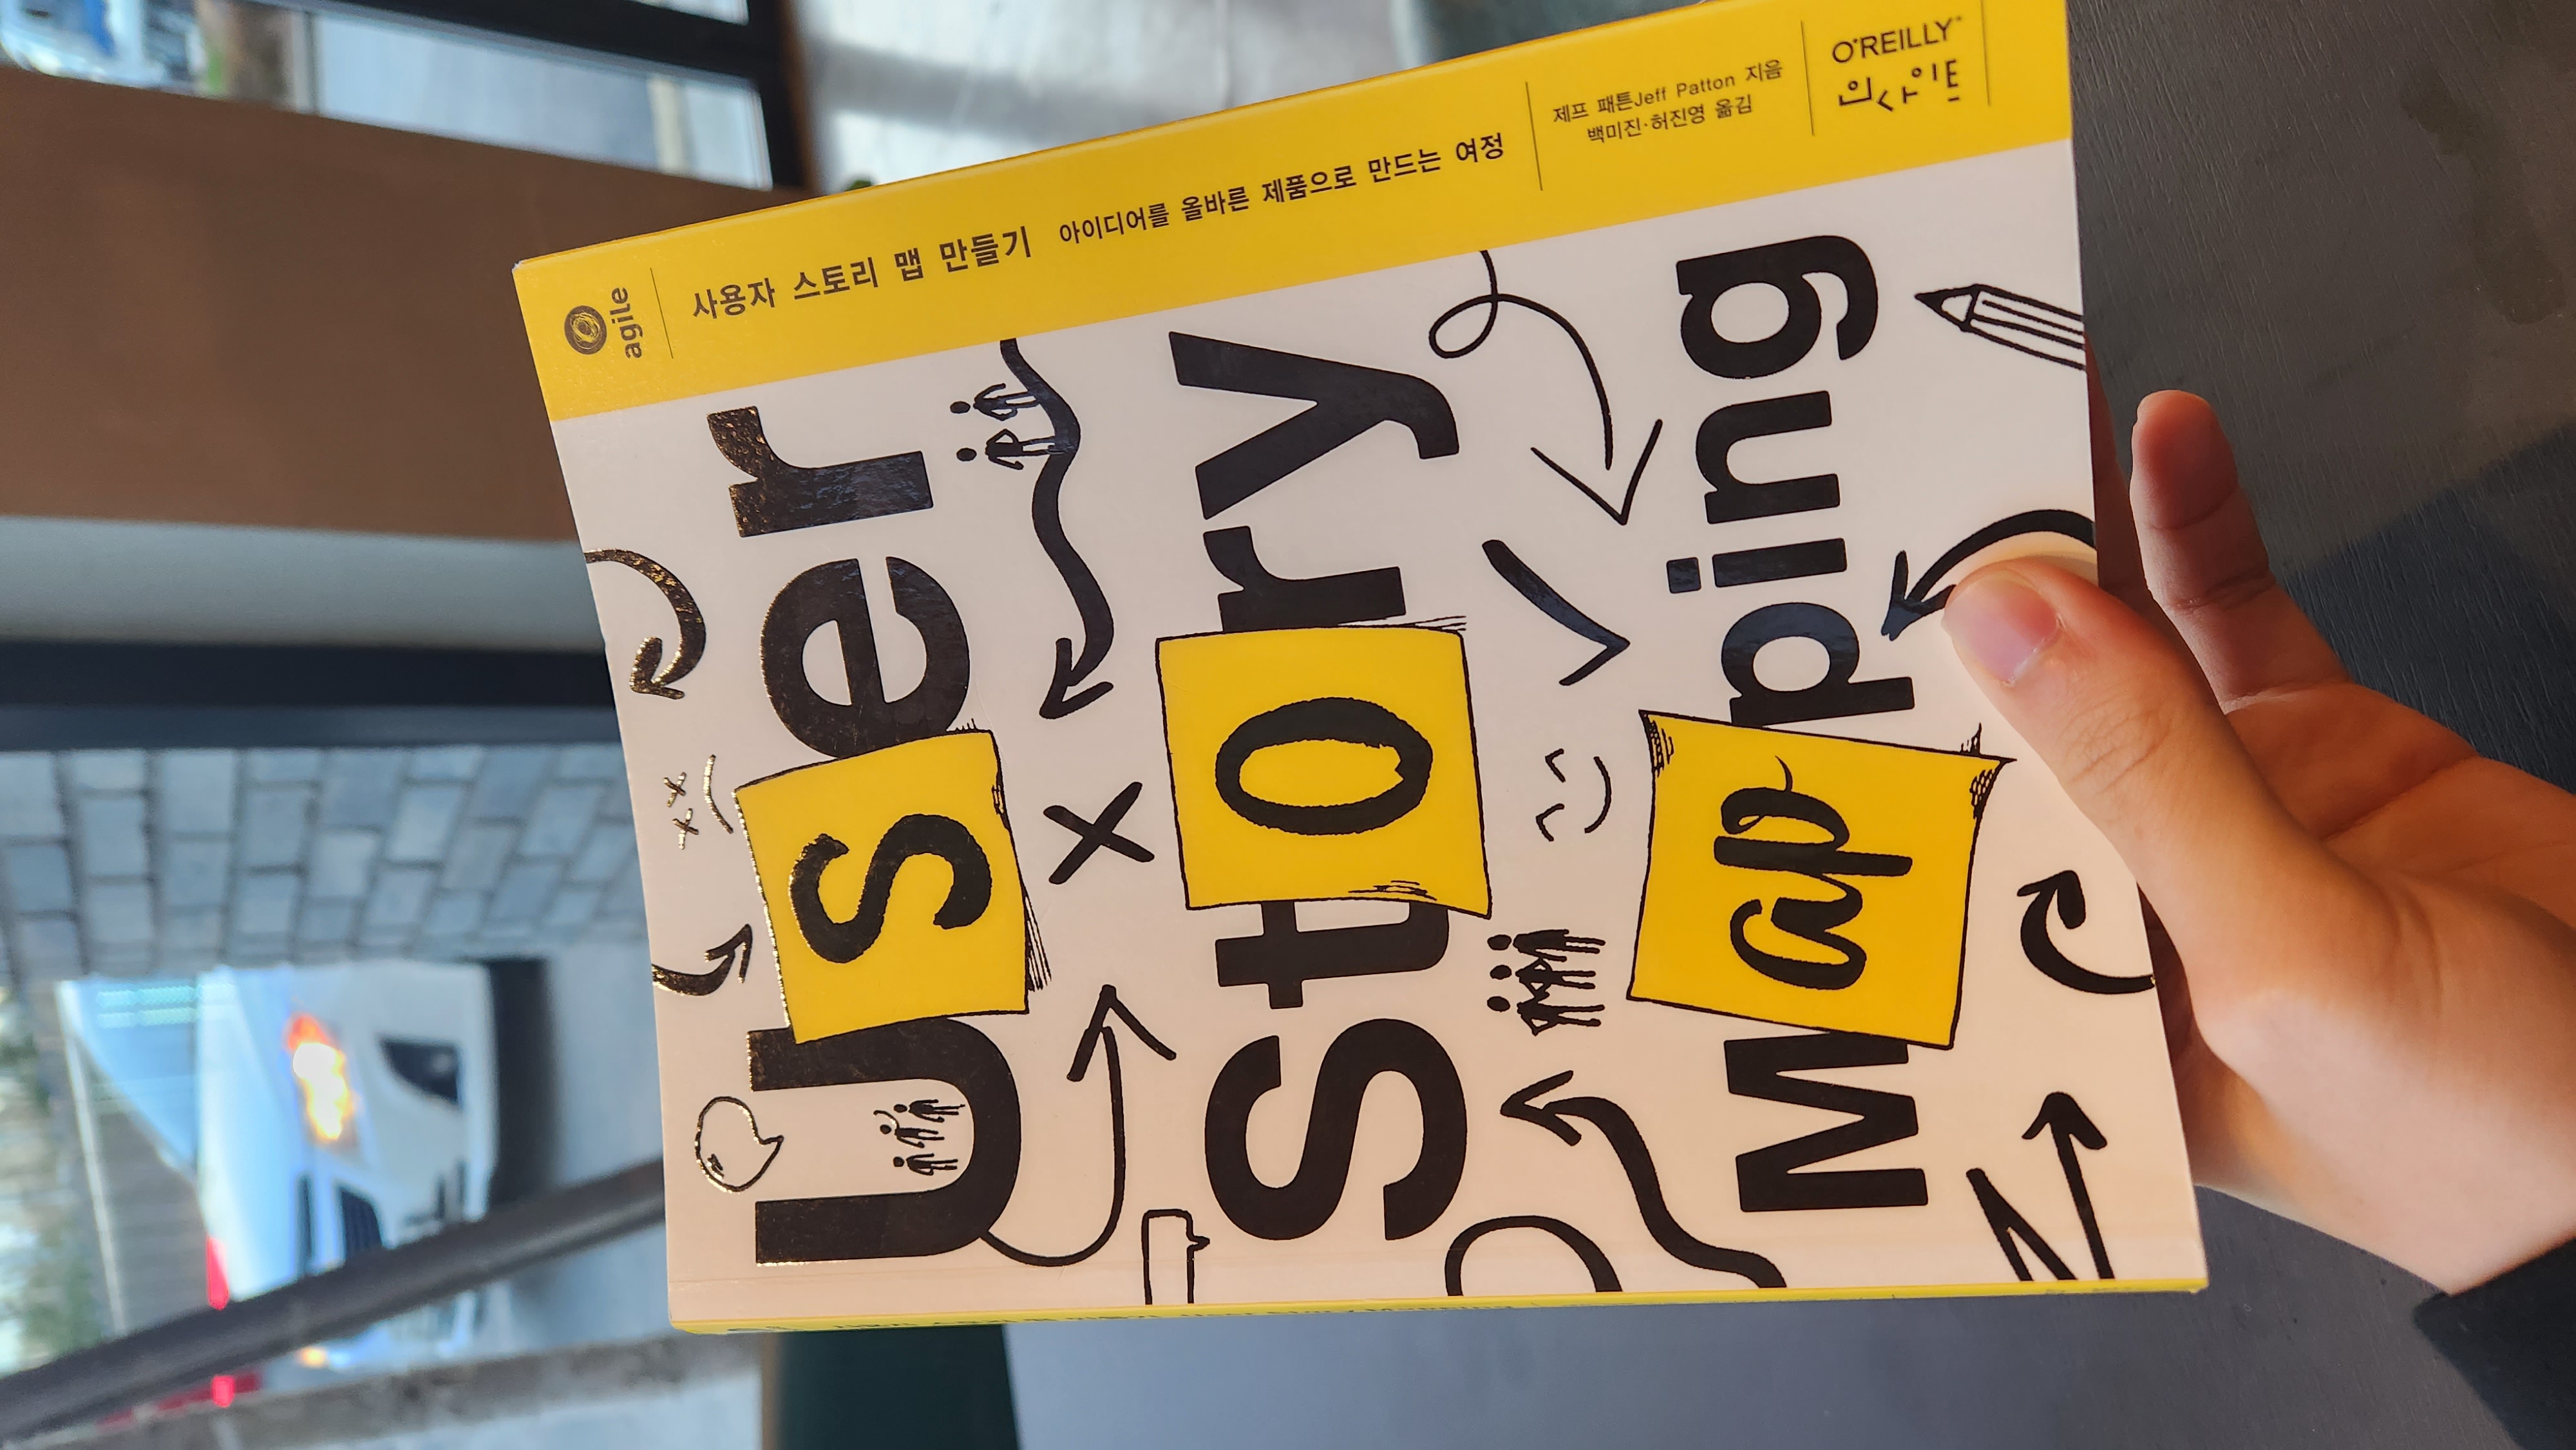 User
Story
Mapping
agile
사용자 스토리 맵 만들기 아이디어를 올바른 제품으로 만드는 여정
제프 패튼Jeff Patton 지음
백미진·허진영 옮김
O'REILLY®
인사이트